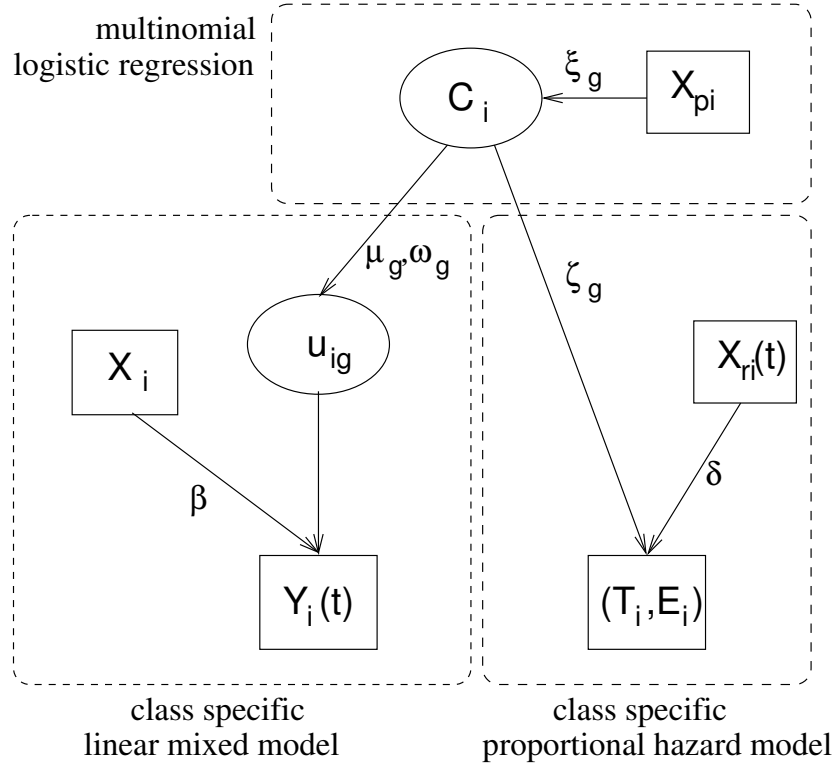 multinomial
logistic regression
C i
ξ g
X pi
μ g , ω g
ζ g
X i
u ig
X ri (t)
β
δ
Y i (t)
(T i ,E i )
class specific
linear mixed model
class specific
proportional hazard model